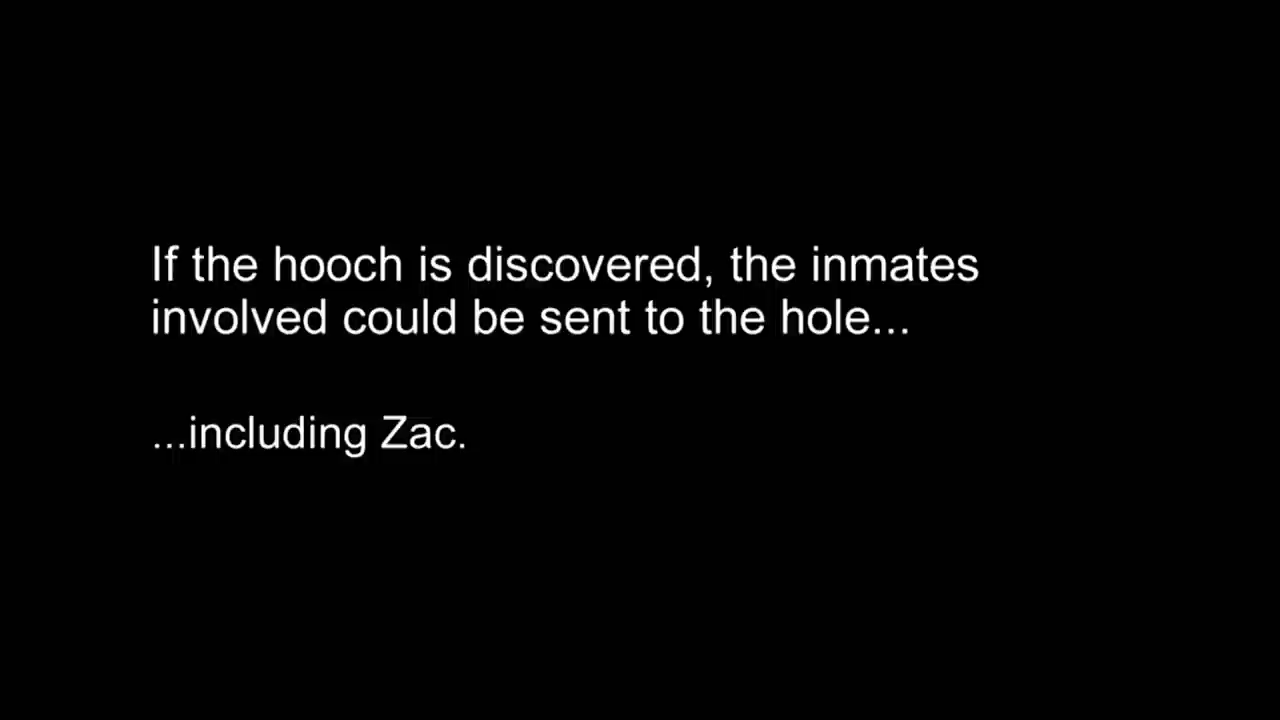 If the hooch is discovered, the inmates
involved could be sent to the hole...
...including Zac.